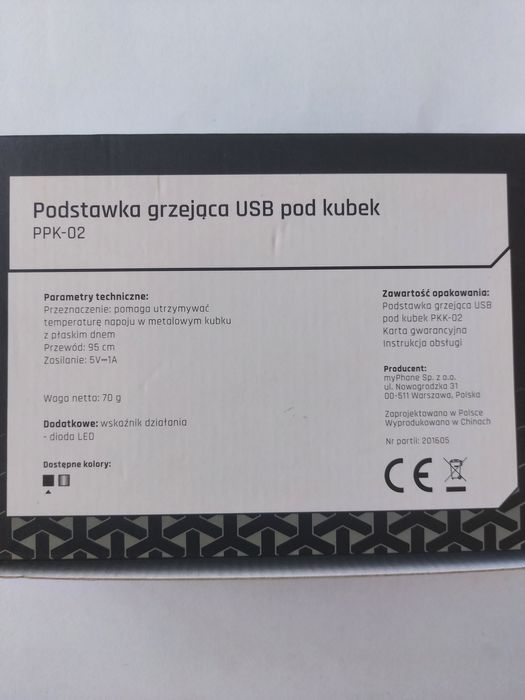 Podstawka grzejąca USB pod kubek
PPK-02
Parametry techniczne:
Przeznaczenie: pomaga utrzymywać
temperaturę napoju w metalowym kubku
z płaskim dnem
Przewód: 95 cm
Zasilanie: 5V⎓1A
Waga netto: 70 g
Dodatkowe: wskaźnik działania
- dioda LED
Dostępne kolory:
Zawartość opakowania:
Podstawka grzejąca USB
pod kubek PKK-02
Karta gwarancyjna
Instrukcja obsługi
Producent:
myPhone Sp. z o.o.
ul. Nowogrodzka 31
00-511 Warszawa, Polska
Zaprojektowano w Polsce
Wyprodukowano w Chinach
Nr partii: 201605
CE